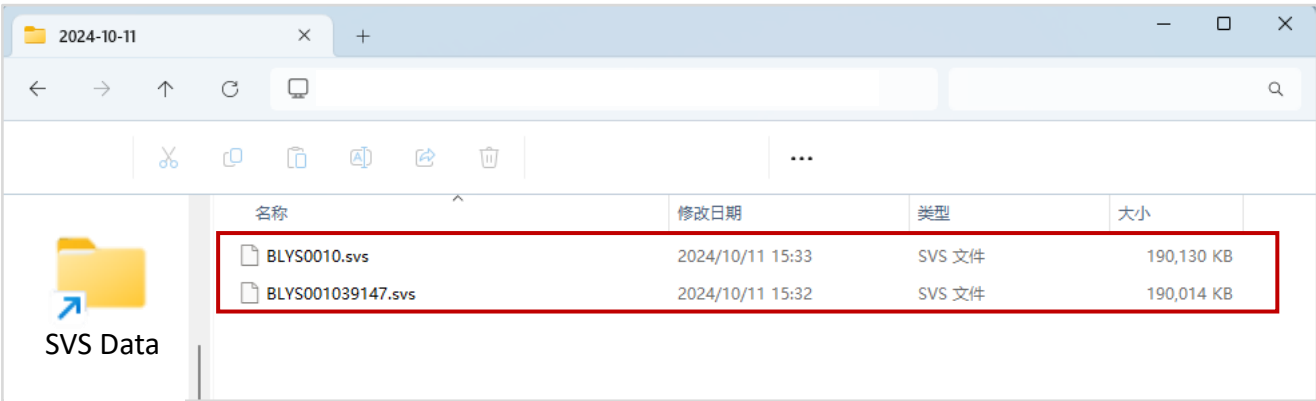 2024-10-11
名称 修改日期 类型 大小
BLYS0010.svs 2024/10/11 15:33 SVS 文件 190,130 KB
BLYS001039147.svs 2024/10/11 15:32 SVS 文件 190,014 KB
SVS Data